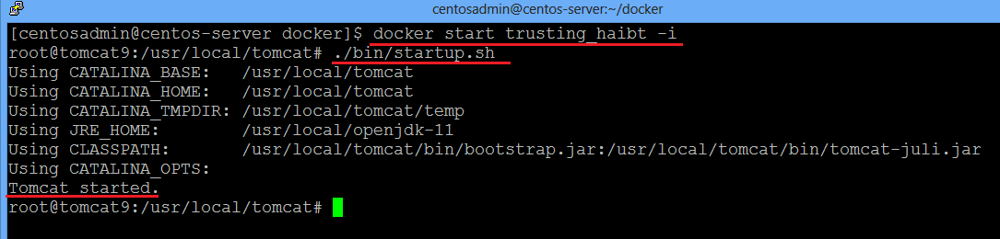 centosadmin@centos-server:~/docker
[centosadmin@centos-server docker]$ docker start trusting_haibt -i
root@tomcat9:/usr/local/tomcat# ./bin/startup.sh
Using CATALINA_BASE:   /usr/local/tomcat
Using CATALINA_HOME:   /usr/local/tomcat
Using CATALINA_TMPDIR: /usr/local/tomcat/temp
Using JRE_HOME:        /usr/local/openjdk-11
Using CLASSPATH:       /usr/local/tomcat/bin/bootstrap.jar:/usr/local/tomcat/bin/tomcat-juli.jar
Using CATALINA_OPTS:
Tomcat started.
root@tomcat9:/usr/local/tomcat#